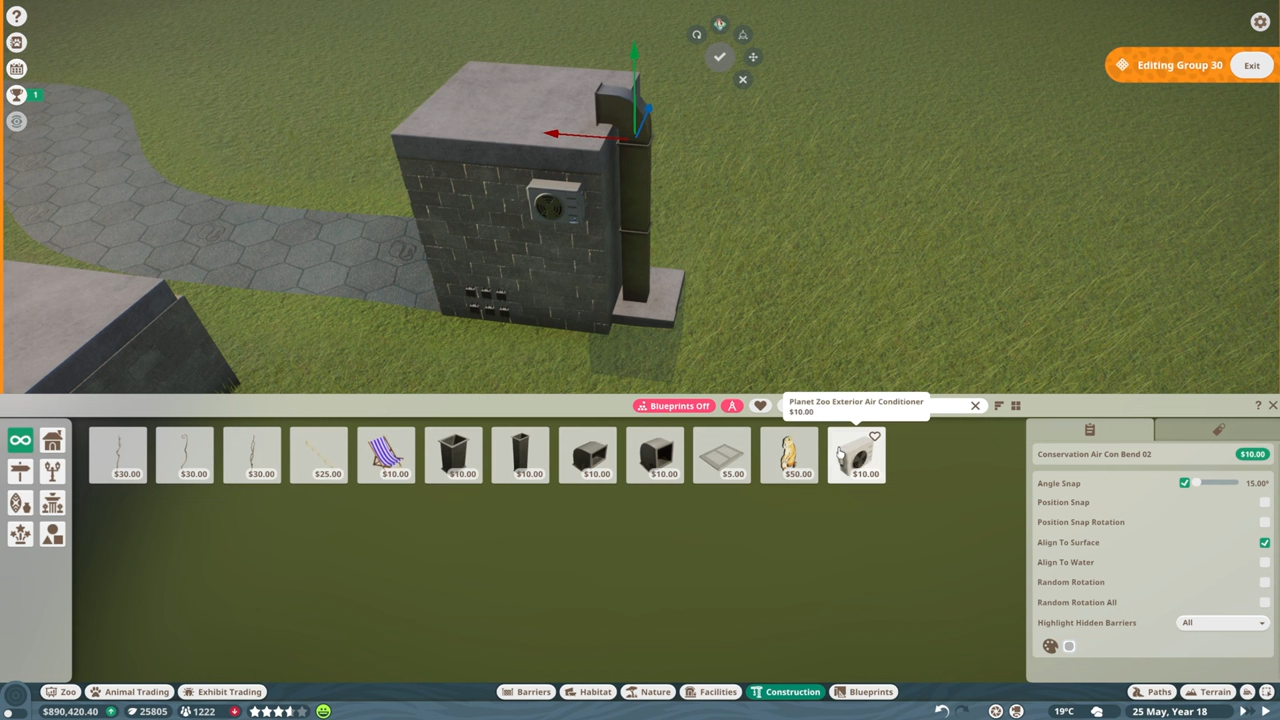 ?
1
Editing Group 30
Exit
Blueprints Off
Planet Zoo Exterior Air Conditioner
$10.00
?
$30.00
$30.00
$30.00
$25.00
$10.00
$10.00
$10.00
$10.00
$10.00
$5.00
$50.00
$10.00
Conservation Air Con Bend 02
$10.00
Angle Snap
15.00°
Position Snap
Position Snap Rotation
Align To Surface
Align To Water
Random Rotation
Random Rotation All
Highlight Hidden Barriers
All
Zoo
Animal Trading
Exhibit Trading
Barriers
Habitat
Nature
Facilities
Construction
Blueprints
Paths
Terrain
$890,420.40
25805
1222
19°C
25 May, Year 18